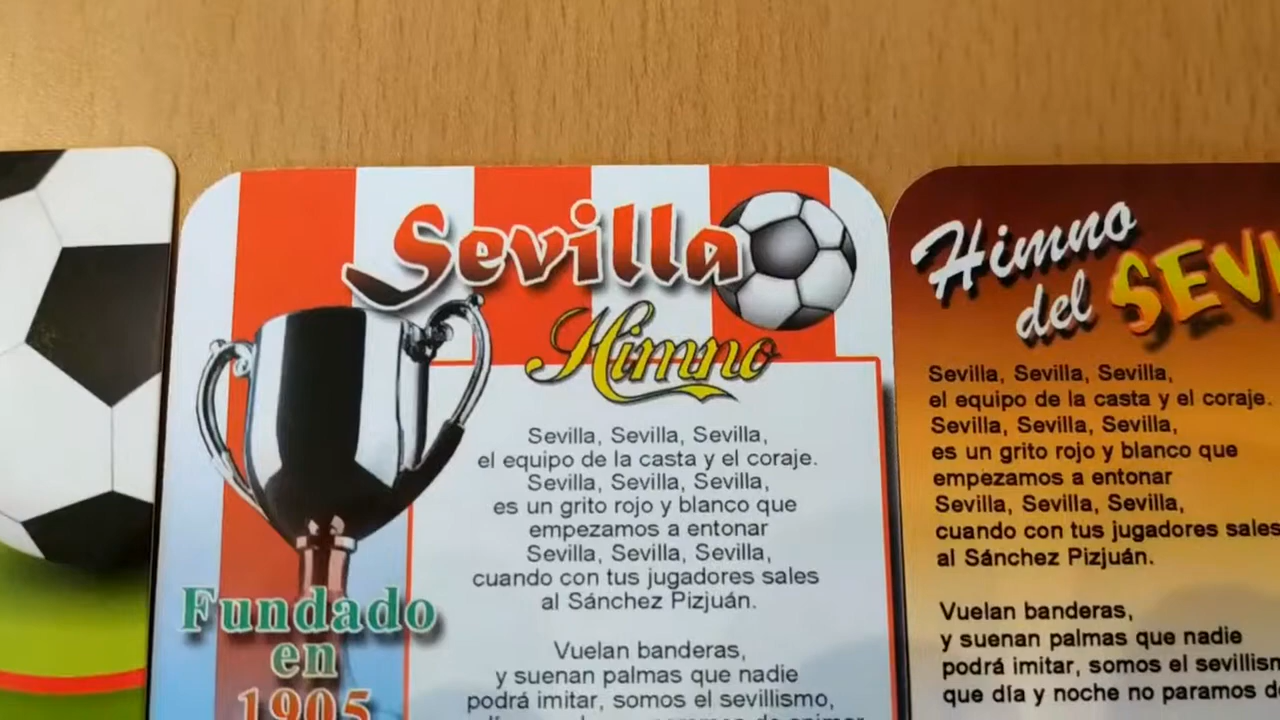 Sevilla
Himno
Sevilla, Sevilla, Sevilla,
el equipo de la casta y el coraje.
Sevilla, Sevilla, Sevilla,
es un grito rojo y blanco que
empezamos a entonar
Sevilla, Sevilla, Sevilla,
cuando con tus jugadores sales
al Sánchez Pizjuán.
Vuelan banderas,
y suenan palmas que nadie
podrá imitar, somos el sevillismo,
Fundado
en
1905
Himno
del
Sevilla, Sevilla, Sevilla,
el equipo de la casta y el coraje.
Sevilla, Sevilla, Sevilla,
es un grito rojo y blanco que
empezamos a entonar
Sevilla, Sevilla, Sevilla,
cuando con tus jugadores sales
al Sánchez Pizjuán.
Vuelan banderas,
y suenan palmas que nadie
podrá imitar, somos el
que día y noche no paramos